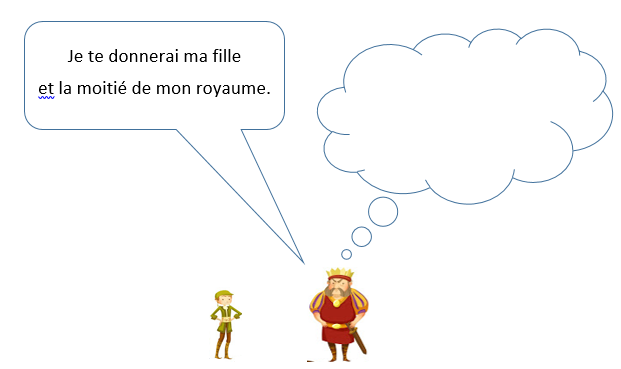 Je te donnerai ma fille
et la moitié de mon royaume.